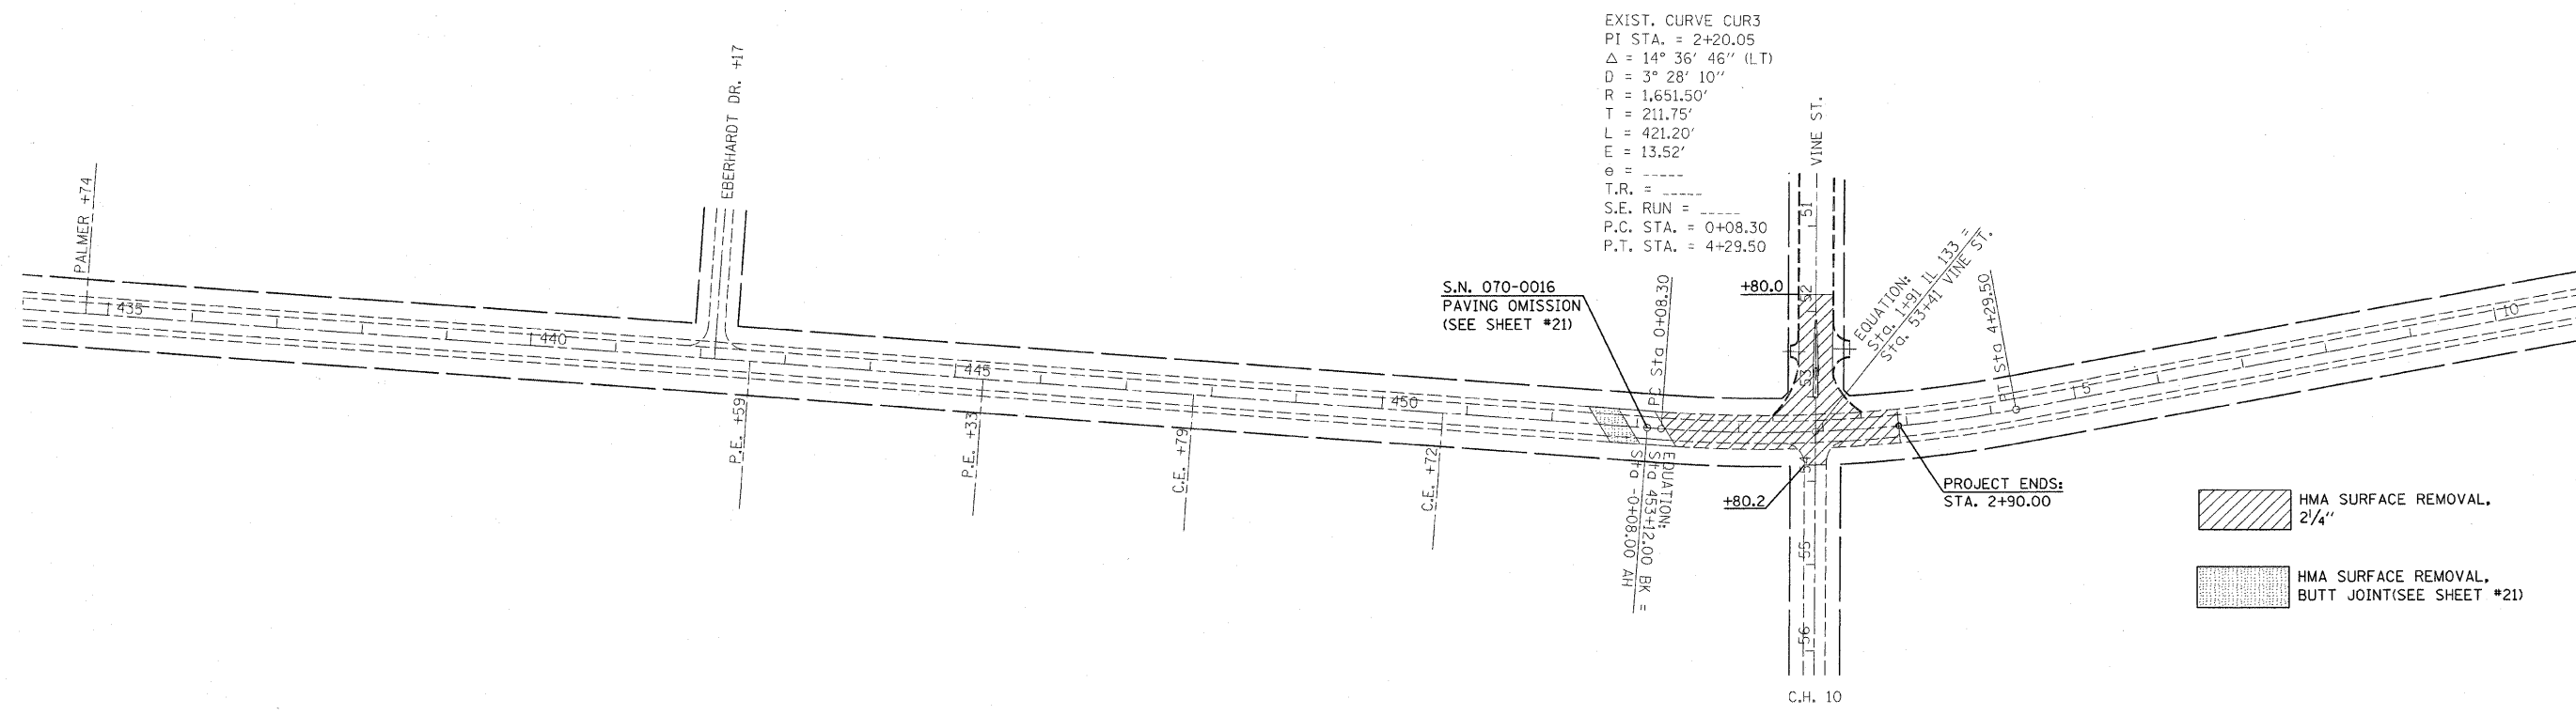 EXIST. CURVE CUR3
PI STA. = 2+20.05
Δ = 14° 36' 46" (LT)
D = 3° 28' 10"
R = 1,651.50'
T = 211.75'
L = 421.20'
E = 13.52'
e = _____
T.R. = _____
S.E. RUN = _____
P.C. STA. = 0+08.30
P.T. STA. = 4+29.50
PALMER +74
EBERHARDT DR. +17
VINE ST.
435
440
445
450
P.E. +59
P.E. +33
C.E. +79
C.E. +72
S.N. 070-0016
PAVING OMISSION
(SEE SHEET #21)
PC Sta 0+08.30
EQUATION:
Sta 453+12.00 BK =
Sta -0+08.00 AH
+80.0
51
52
53
54
55
56
+80.2
EQUATION:
Sta. 1+91 IL 133 =
Sta. 53+41 VINE ST.
PT Sta 4+29.50
5
10
PROJECT ENDS:
STA. 2+90.00
C.H. 10
HMA SURFACE REMOVAL,
2¼"
HMA SURFACE REMOVAL,
BUTT JOINT(SEE SHEET #21)